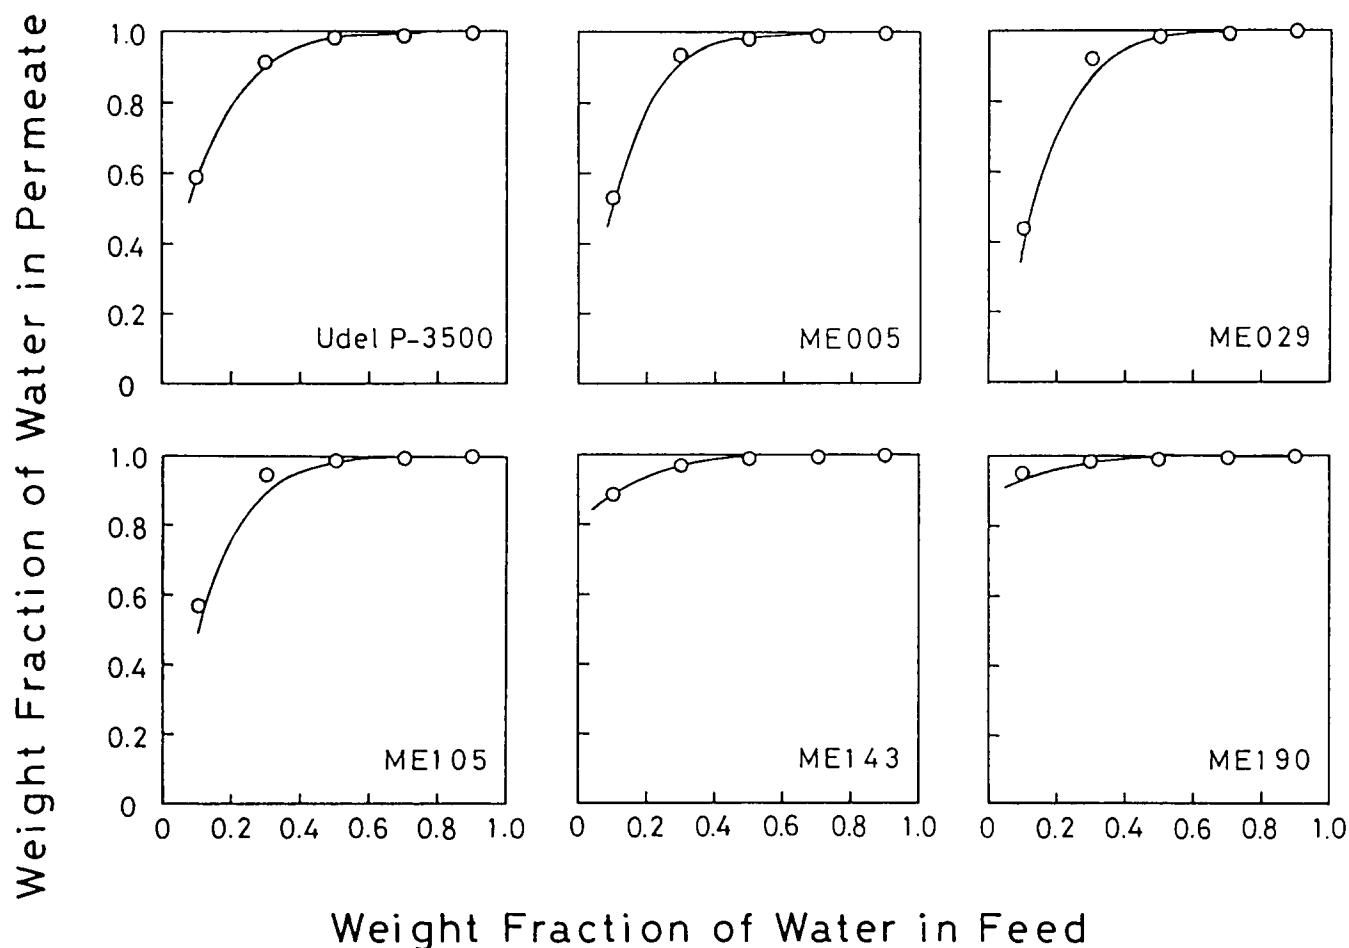 Weight Fraction of Water in Permeate
1.0
0.8
0.6
0.4
0.2
0
Udel P-3500
ME005
ME029
1.0
0.8
0.6
0.4
0.2
0
ME105
ME143
ME190
0 0.2 0.4 0.6 0.8 1.0
0 0.2 0.4 0.6 0.8 1.0
0 0.2 0.4 0.6 0.8 1.0
Weight Fraction of Water in Feed